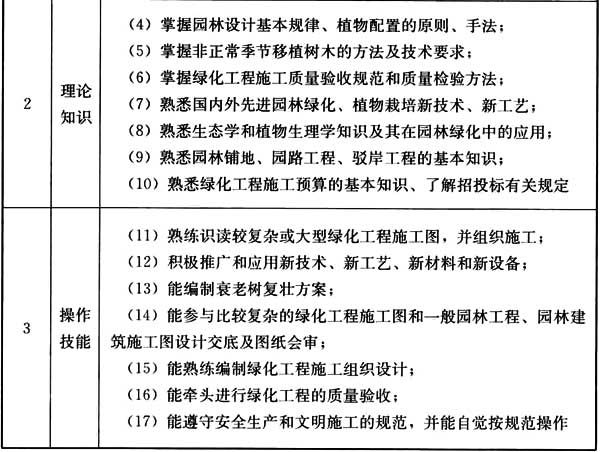 (4) 掌握园林设计基本规律、植物配置的原则、手法；
(5) 掌握非正常季节移植树木的方法及技术要求；
(6) 掌握绿化工程施工质量验收规范和质量检验方法；
2
理论
知识
(7) 熟悉国内外先进园林绿化、植物栽培新技术、新工艺；
(8) 熟悉生态学和植物生理学知识及其在园林绿化中的应用；
(9) 熟悉园林铺地、园路工程、驳岸工程的基本知识；
(10) 熟悉绿化工程施工预算的基本知识、了解招投标有关规定
(11) 熟练识读较复杂或大型绿化工程施工图，并组织施工；
(12) 积极推广和应用新技术、新工艺、新材料和新设备；
(13) 能编制衰老树复壮方案；
3
操作
技能
(14) 能参与比较复杂的绿化工程施工图和一般园林工程、园林建
筑施工图设计交底及图纸会审；
(15) 能熟练编制绿化工程施工组织设计；
(16) 能牵头进行绿化工程的质量验收；
(17) 能遵守安全生产和文明施工的规范，并能自觉按规范操作